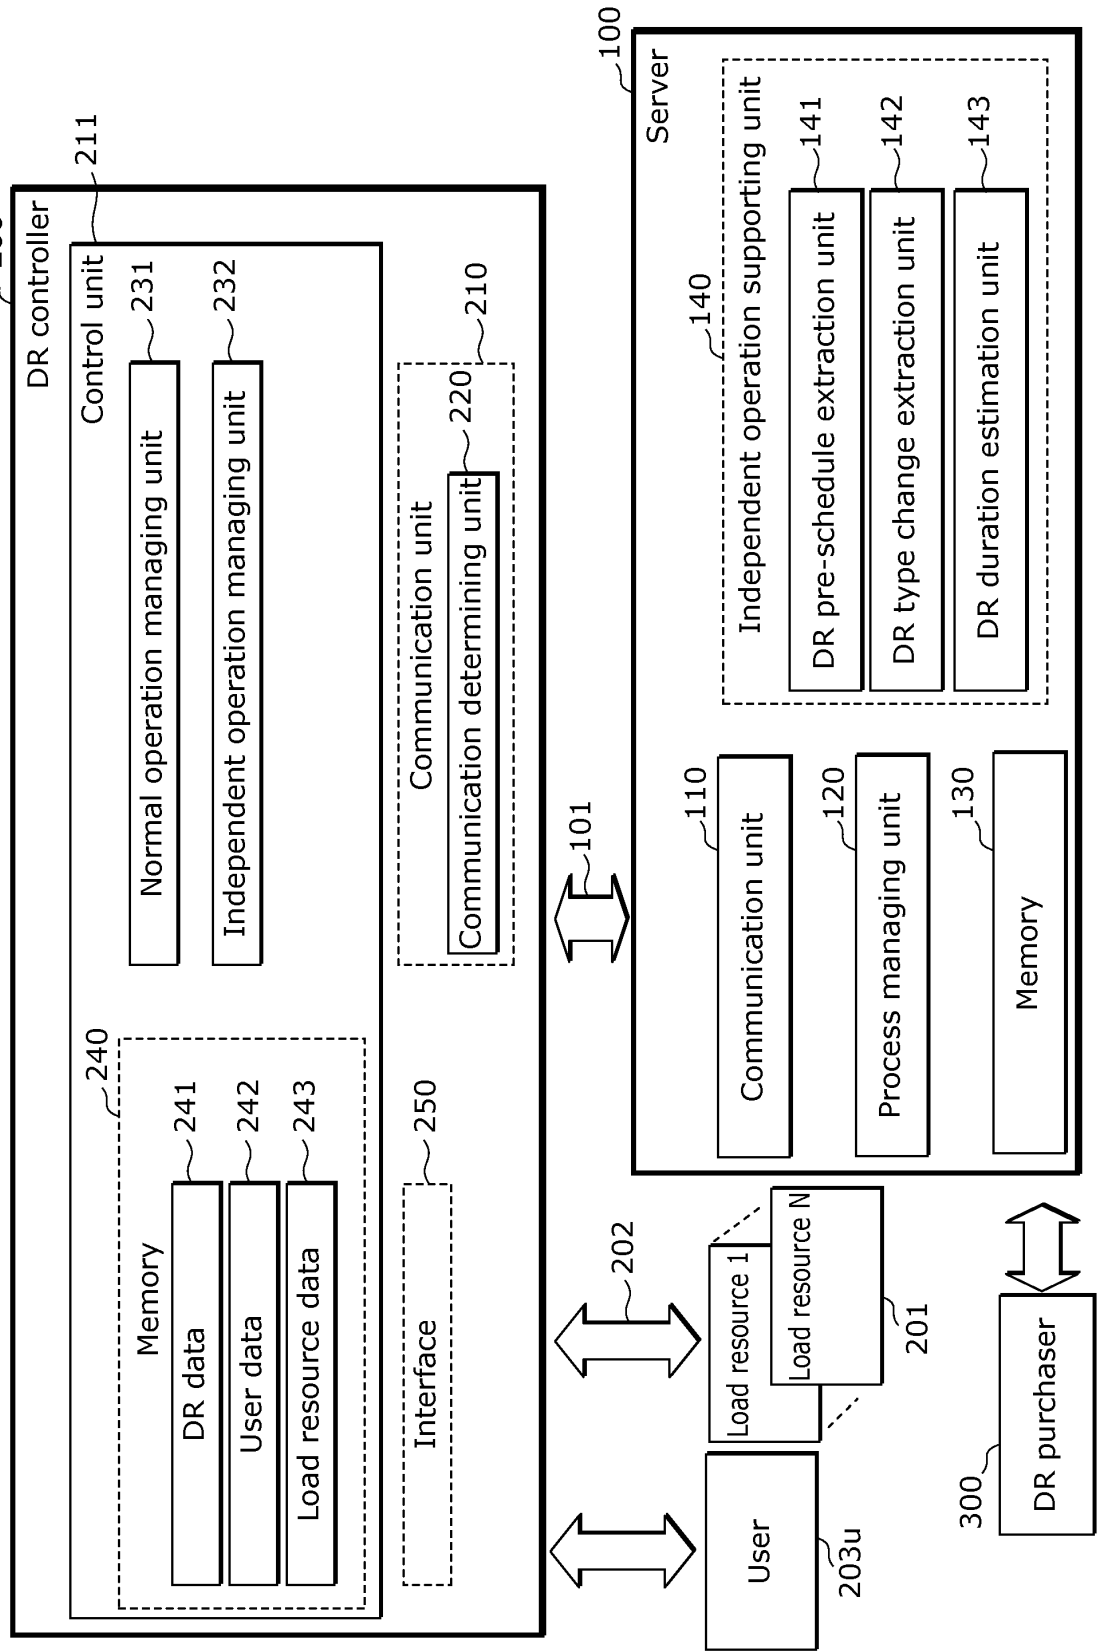 DR controller
211
Control unit
240
Memory
241
DR data
242
User data
243
Load resource data
231
Normal operation managing unit
232
Independent operation managing unit
250
Interface
210
Communication unit
220
Communication determining unit
202
101
203u
User
Load resource 1
Load resource N
201
100
Server
110
Communication unit
120
Process managing unit
130
Memory
140
Independent operation supporting unit
141
DR pre-schedule extraction unit
142
DR type change extraction unit
143
DR duration estimation unit
300
DR purchaser